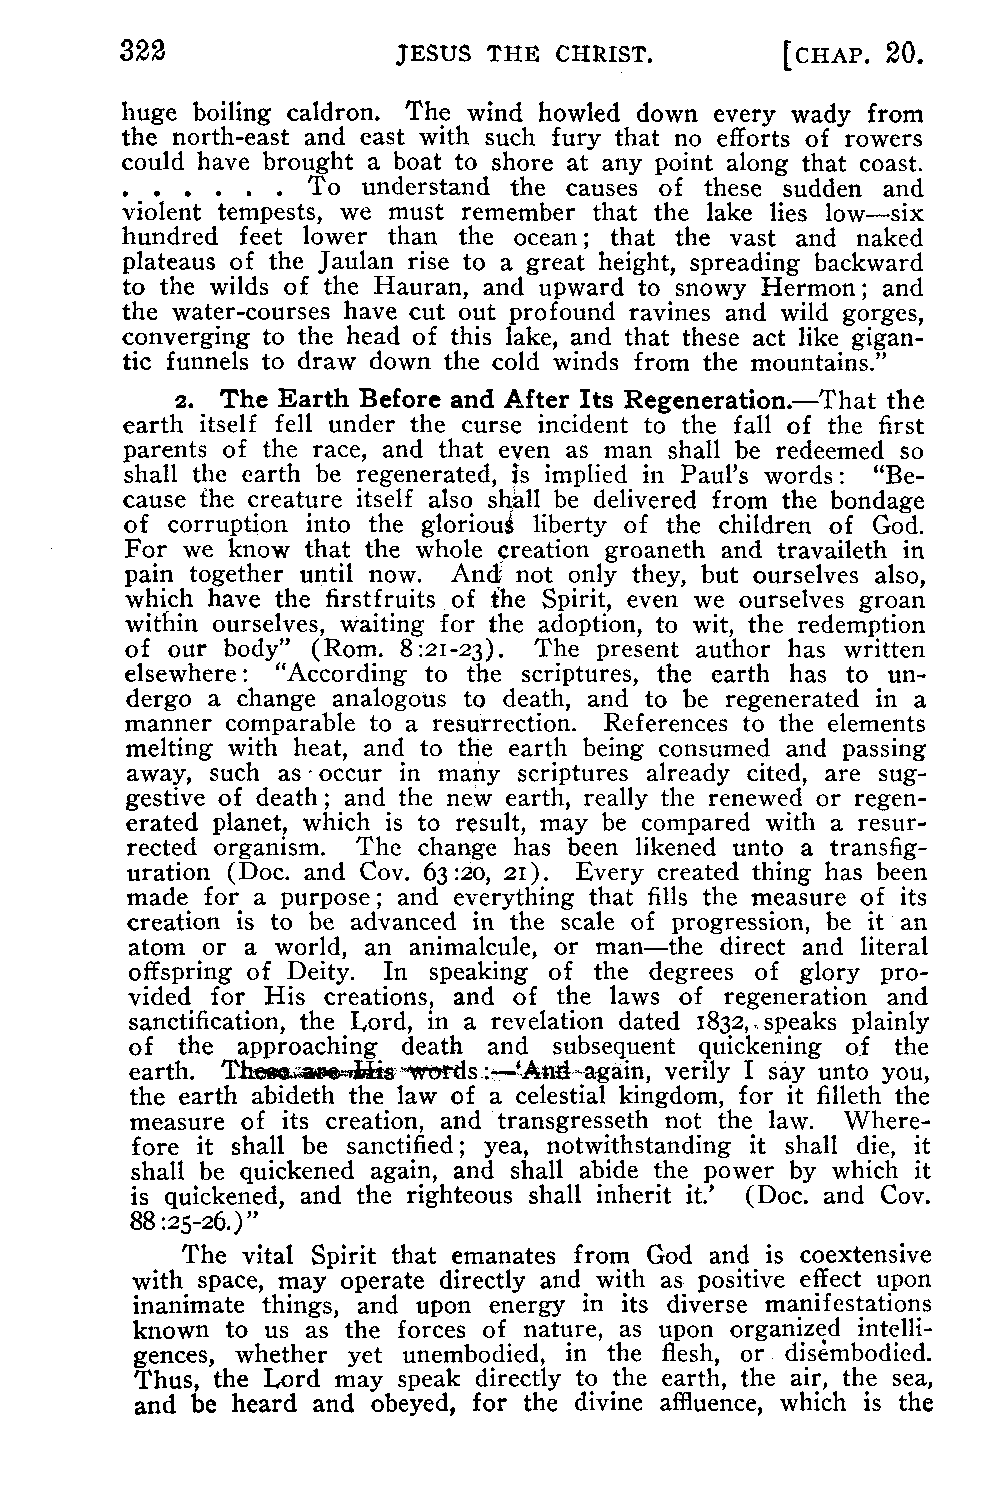 322 JESUS THE CHRIST. [CHAP. 20.
huge boiling caldron. The wind howled down every wady from
the north-east and east with such fury that no efforts of rowers
could have brought a boat to shore at any point along that coast.
. . . . . . To understand the causes of these sudden and
violent tempests, we must remember that the lake lies low—six
hundred feet lower than the ocean; that the vast and naked
plateaus of the Jaulan rise to a great height, spreading backward
to the wilds of the Hauran, and upward to snowy Hermon; and
the water-courses have cut out profound ravines and wild gorges,
converging to the head of this lake, and that these act like gigan-
tic funnels to draw down the cold winds from the mountains.”
2. The Earth Before and After Its Regeneration.—That the
earth itself fell under the curse incident to the fall of the first
parents of the race, and that even as man shall be redeemed so
shall the earth be regenerated, is implied in Paul’s words: “Be-
cause the creature itself also shall be delivered from the bondage
of corruption into the glorious liberty of the children of God.
For we know that the whole creation groaneth and travaileth in
pain together until now. And not only they, but ourselves also,
which have the firstfruits of the Spirit, even we ourselves groan
within ourselves, waiting for the adoption, to wit, the redemption
of our body” (Rom. 8:21-23). The present author has written
elsewhere: “According to the scriptures, the earth has to un-
dergo a change analogous to death, and to be regenerated in a
manner comparable to a resurrection. References to the elements
melting with heat, and to the earth being consumed and passing
away, such as occur in many scriptures already cited, are sug-
gestive of death; and the new earth, really the renewed or regen-
erated planet, which is to result, may be compared with a resur-
rected organism. The change has been likened unto a transfig-
uration (Doc. and Cov. 63:20, 21). Every created thing has been
made for a purpose; and everything that fills the measure of its
creation is to be advanced in the scale of progression, be it an
atom or a world, an animalcule, or man—the direct and literal
offspring of Deity. In speaking of the degrees of glory pro-
vided for His creations, and of the laws of regeneration and
sanctification, the Lord, in a revelation dated 1832, speaks plainly
of the approaching death and subsequent quickening of the
earth. These are His words:—‘And again, verily I say unto you,
the earth abideth the law of a celestial kingdom, for it filleth the
measure of its creation, and transgresseth not the law. Where-
fore it shall be sanctified; yea, notwithstanding it shall die, it
shall be quickened again, and shall abide the power by which it
is quickened, and the righteous shall inherit it.’ (Doc. and Cov.
88:25-26.)”
The vital Spirit that emanates from God and is coextensive
with space, may operate directly and with as positive effect upon
inanimate things, and upon energy in its diverse manifestations
known to us as the forces of nature, as upon organized intelli-
gences, whether yet unembodied, in the flesh, or disembodied.
Thus, the Lord may speak directly to the earth, the air, the sea,
and be heard and obeyed, for the divine affluence, which is the